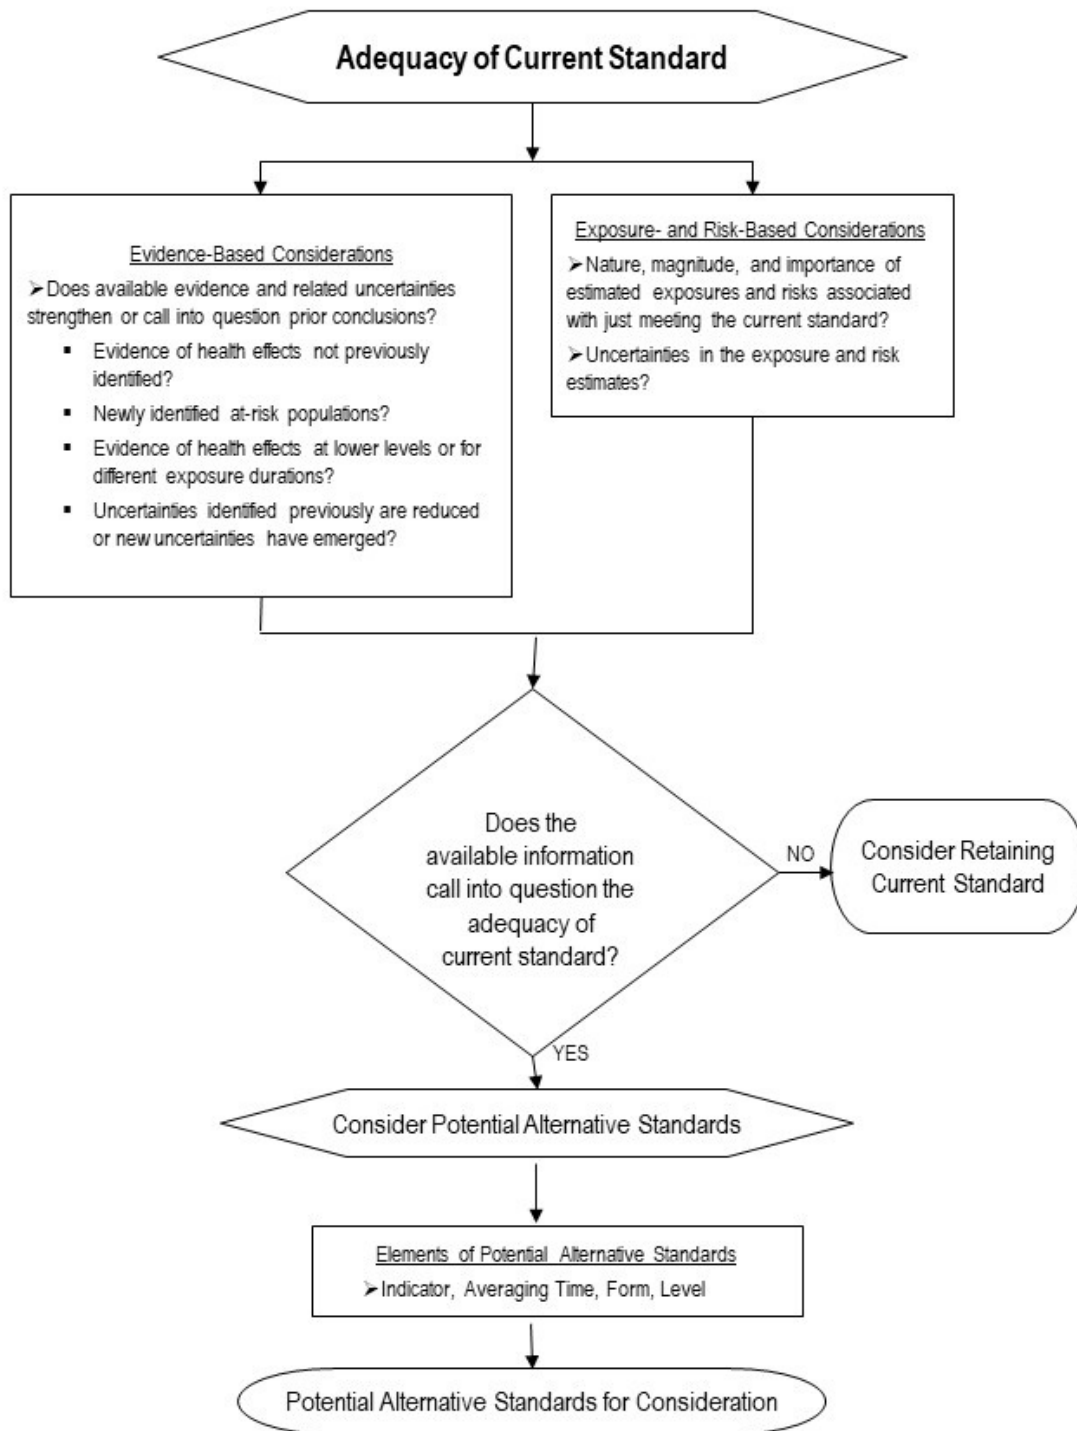 Adequacy of Current Standard
Evidence-Based Considerations
➢Does available evidence and related uncertainties
strengthen or call into question prior conclusions?
▪ Evidence of health effects not previously
identified?
▪ Newly identified at-risk populations?
▪ Evidence of health effects at lower levels or for
different exposure durations?
▪ Uncertainties identified previously are reduced
or new uncertainties have emerged?
Exposure- and Risk-Based Considerations
➢Nature, magnitude, and importance of
estimated exposures and risks associated
with just meeting the current standard?
➢Uncertainties in the exposure and risk
estimates?
Does the
available information
call into question the
adequacy of
current standard?
NO
Consider Retaining
Current Standard
YES
Consider Potential Alternative Standards
Elements of Potential Alternative Standards
➢Indicator, Averaging Time, Form, Level
Potential Alternative Standards for Consideration